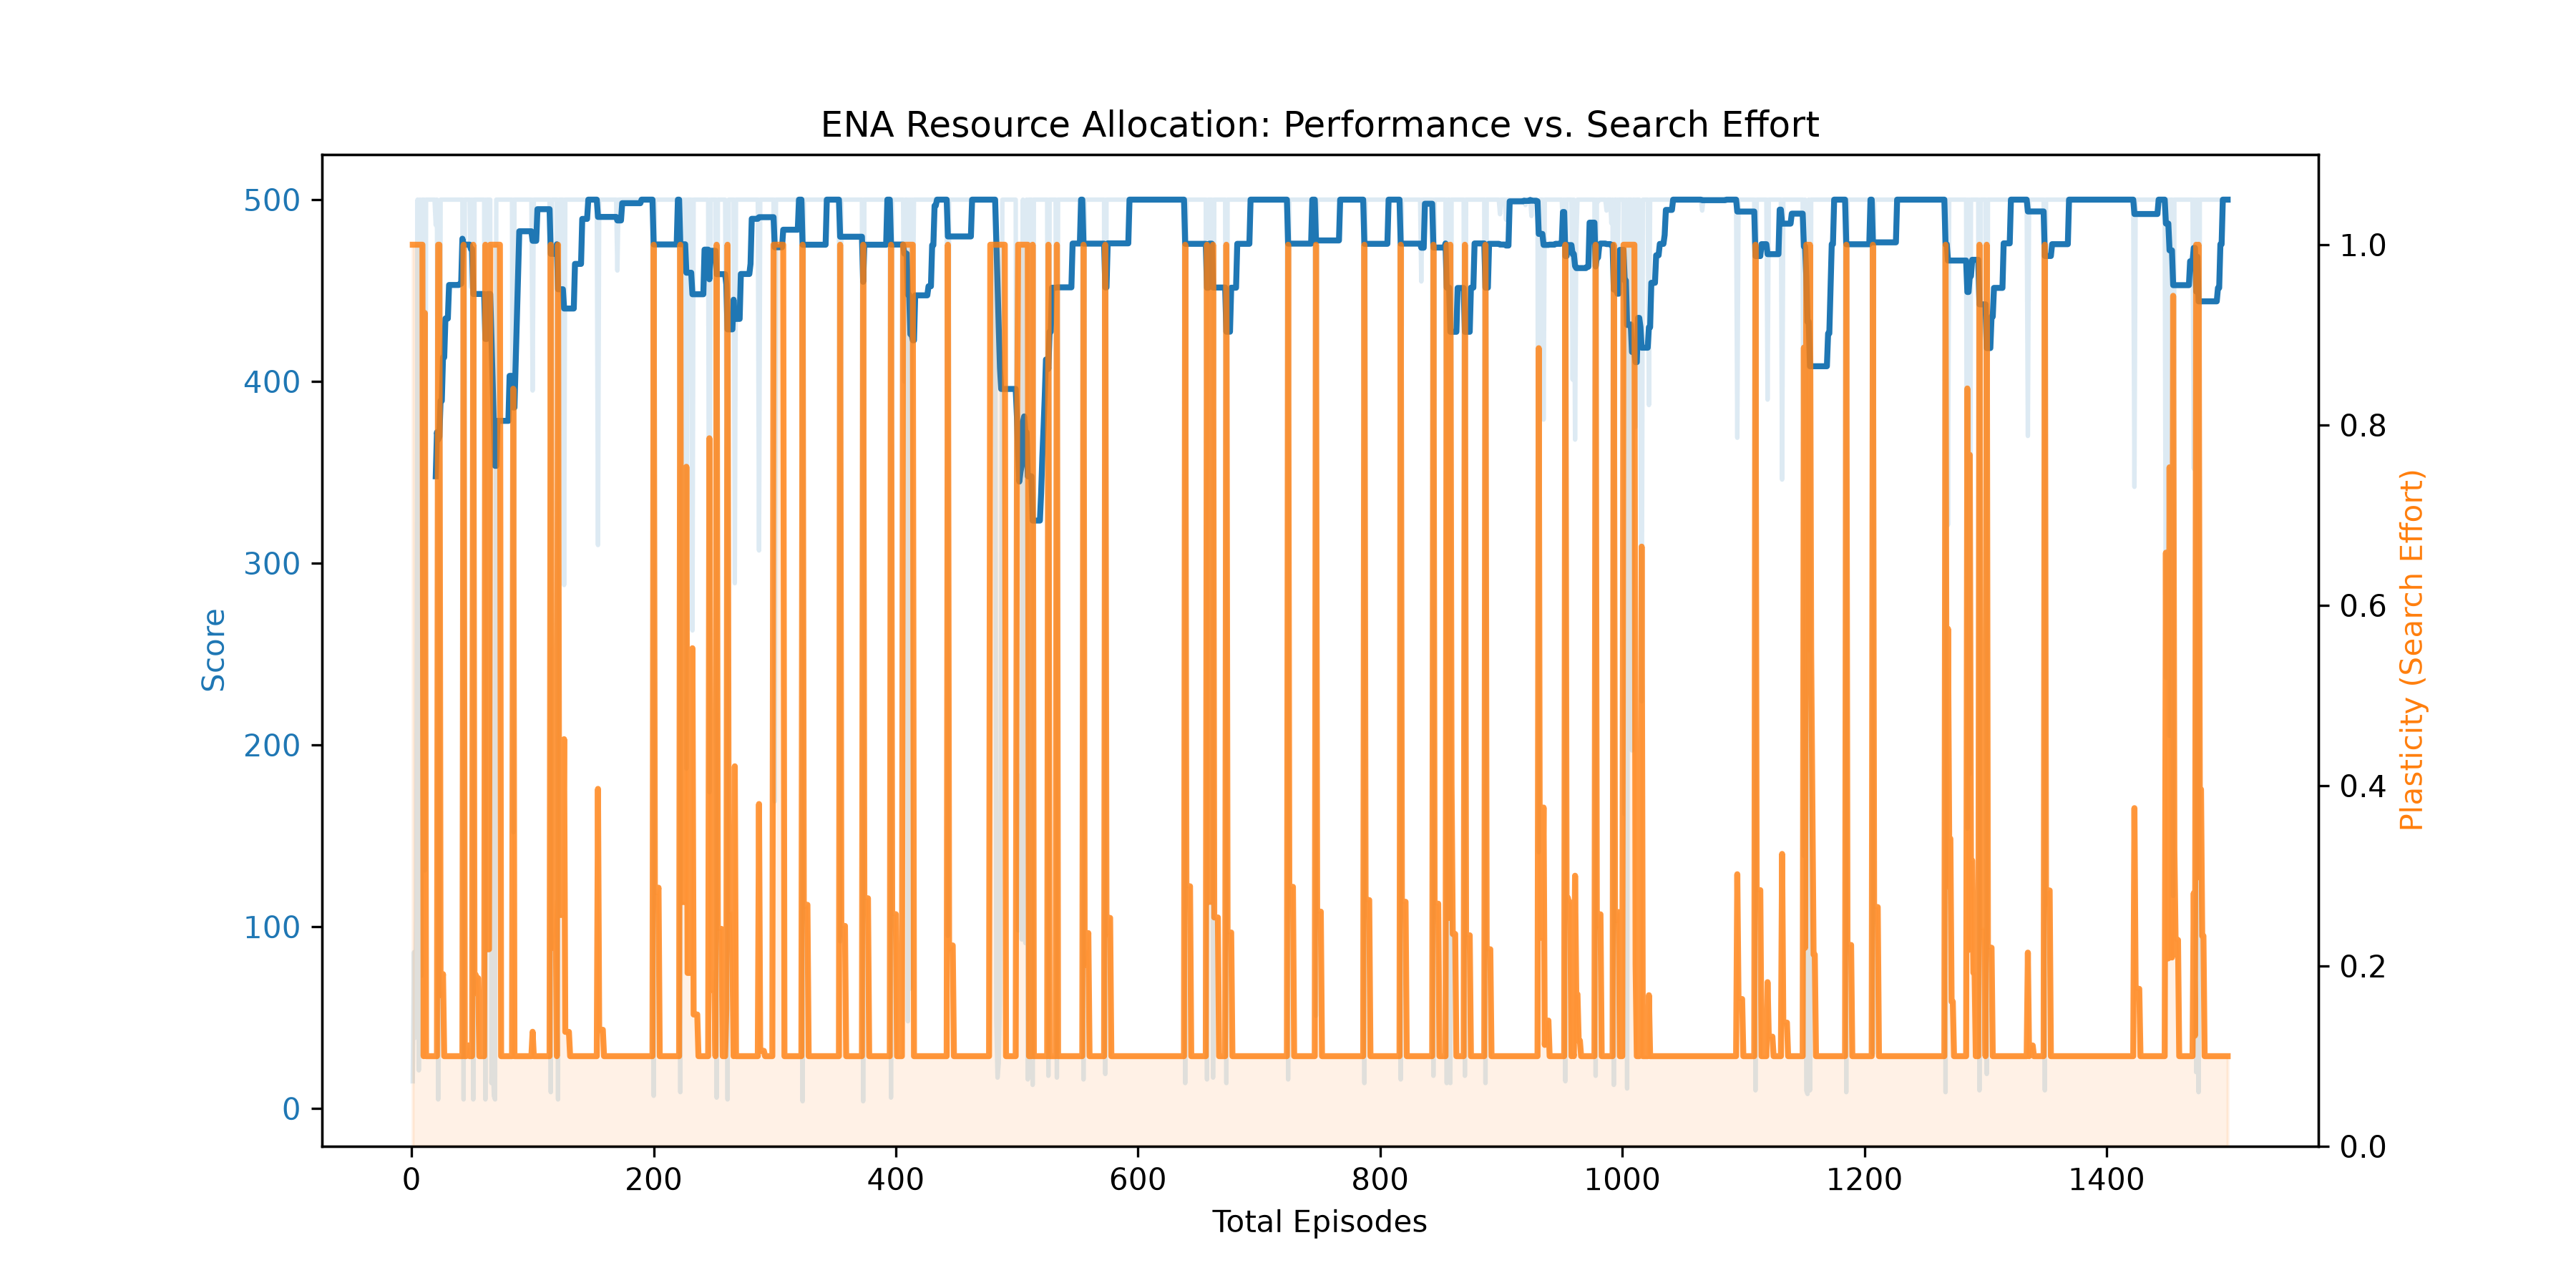 ENA Resource Allocation: Performance vs. Search Effort
500
400
300
200
100
0
Score
1.0
0.8
0.6
0.4
0.2
0.0
Plasticity (Search Effort)
0 200 400 600 800 1000 1200 1400
Total Episodes